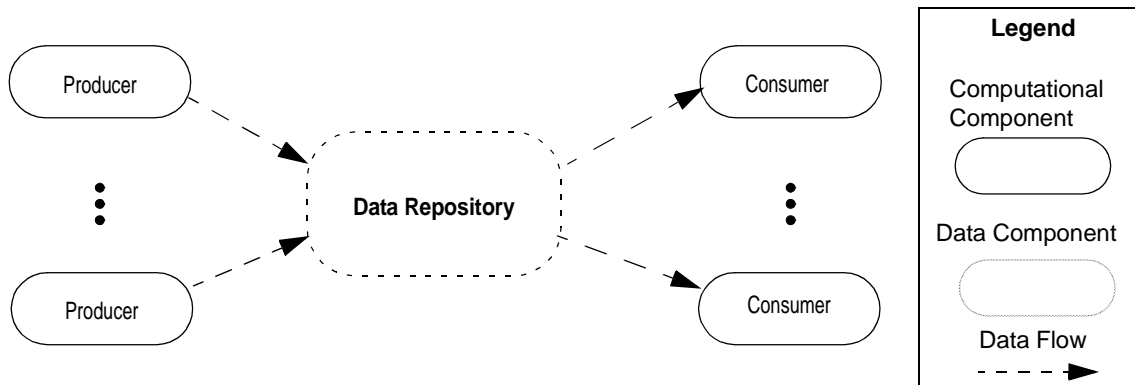 Producer
Producer
Data Repository
Consumer
Consumer
Legend
Computational
Component
Data Component
Data Flow